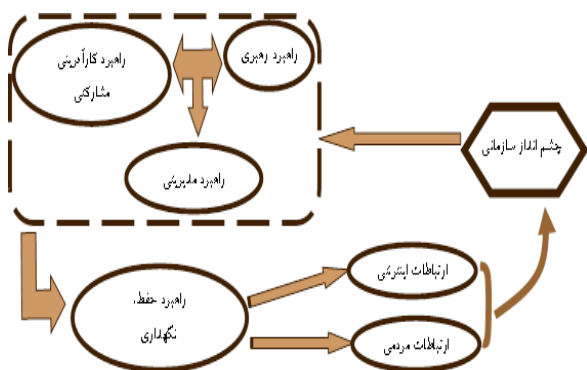 راهبرد رهبری
راهبرد کارآفرینی
مشارکتی
راهبرد مدیریتی
چشم انداز سازمانی
راهبرد حفظ،
نگهداری
ارتباطات اینترنتی
ارتباطات مردمی